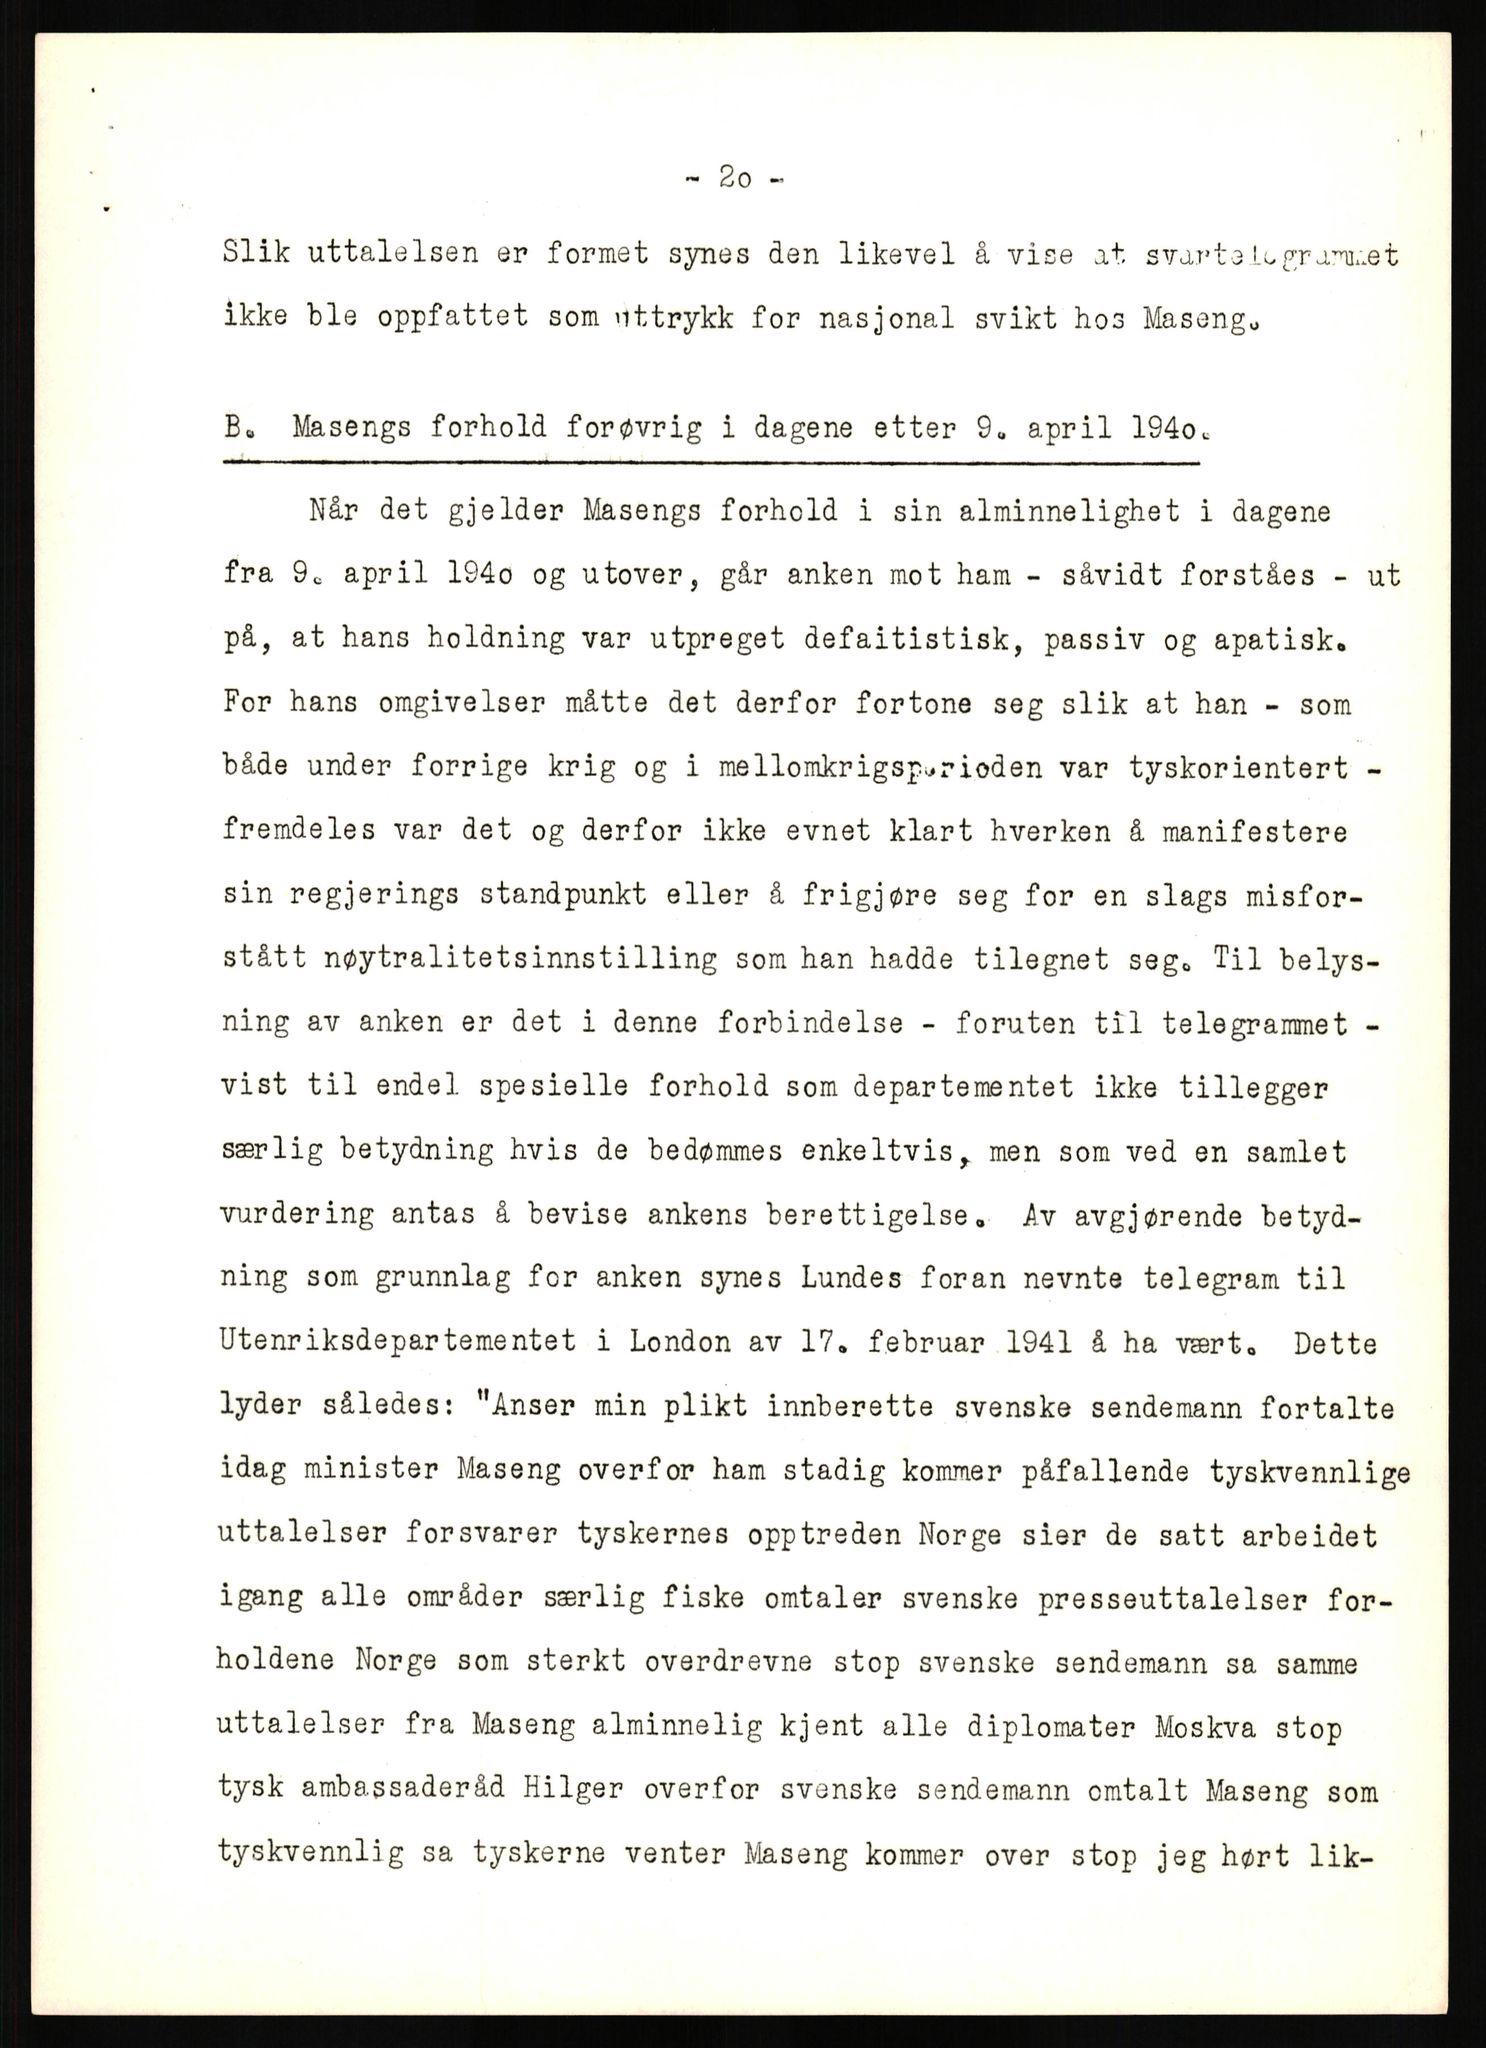 - 2o -
Slik uttalelsen er formet synes den likevel å vise at svartelegrammet
ikke ble oppfattet som uttrykk for nasjonal svikt hos Maseng.
B. Masengs forhold forøvrig i dagene etter 9. april 194o.
Når det gjelder Masengs forhold i sin alminnelighet i dagene
fra 9. april 194o og utover, går anken mot ham - såvidt forståes - ut
på, at hans holdning var utpreget defaitistisk, passiv og apatisk.
For hans omgivelser måtte det derfor fortone seg slik at han - som
både under forrige krig og i mellomkrigsperioden var tyskorientert -
fremdeles var det og derfor ikke evnet klart hverken å manifestere
sin regjerings standpunkt eller å frigjøre seg for en slags misfor-
stått nøytralitetsinnstilling som han hadde tilegnet seg. Til belys-
ning av anken er det i denne forbindelse - foruten til telegrammet -
vist til endel spesielle forhold som departementet ikke tillegger
særlig betydning hvis de bedømmes enkeltvis, men som ved en samlet
vurdering antas å bevise ankens berettigelse. Av avgjørende betyd-
ning som grunnlag for anken synes Lundes foran nevnte telegram til
Utenriksdepartementet i London av 17. februar 1941 å ha vært. Dette
lyder således: "Anser min plikt innberette svenske sendemann fortalte
idag minister Maseng overfor ham stadig kommer påfallende tyskvennlige
uttalelser forsvarer tyskernes opptreden Norge sier de satt arbeidet
igang alle områder særlig fiske omtaler svenske presseuttalelser for-
holdene Norge som sterkt overdrevne stop svenske sendemann sa samme
uttalelser fra Maseng alminnelig kjent alle diplomater Moskva stop
tysk ambassaderåd Hilger overfor svenske sendemann omtalt Maseng som
tyskvennlig sa tyskerne venter Maseng kommer over stop jeg hørt lik-